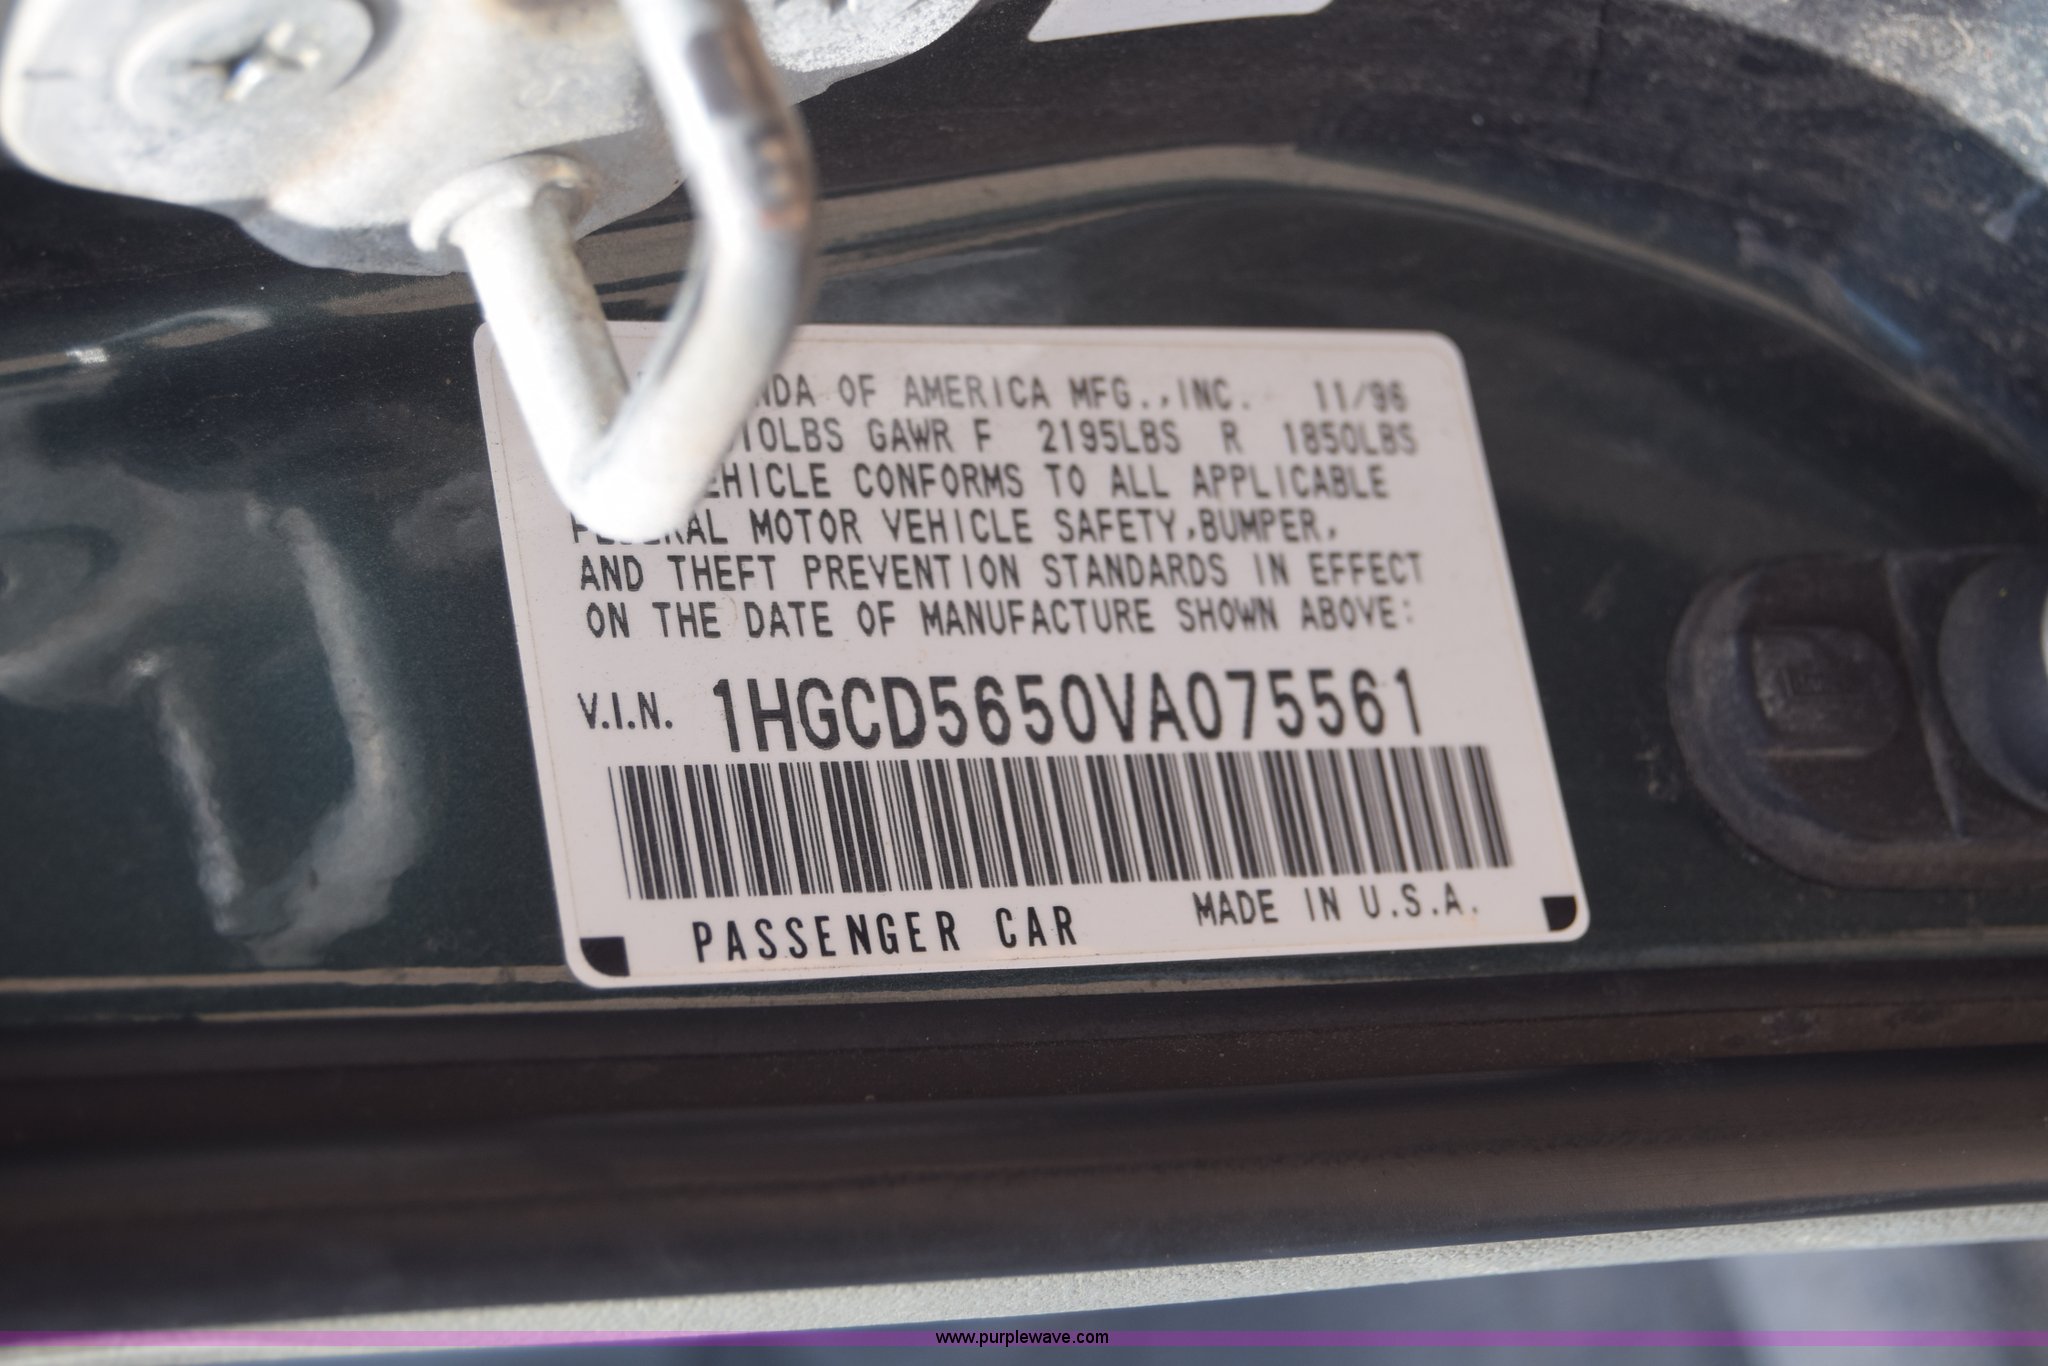 NDA OF AMERICA MFG.,INC. 11/96
10LBS GAWR F 2195LBS R 1850LBS
EHICLE CONFORMS TO ALL APPLICABLE
MOTOR VEHICLE SAFETY,BUMPER,
AND THEFT PREVENTION STANDARDS IN EFFECT
ON THE DATE OF MANUFACTURE SHOWN ABOVE:
V.I.N. 1HGCD5650VA075561
PASSENGER CAR MADE IN U.S.A.
www.purplewave.com